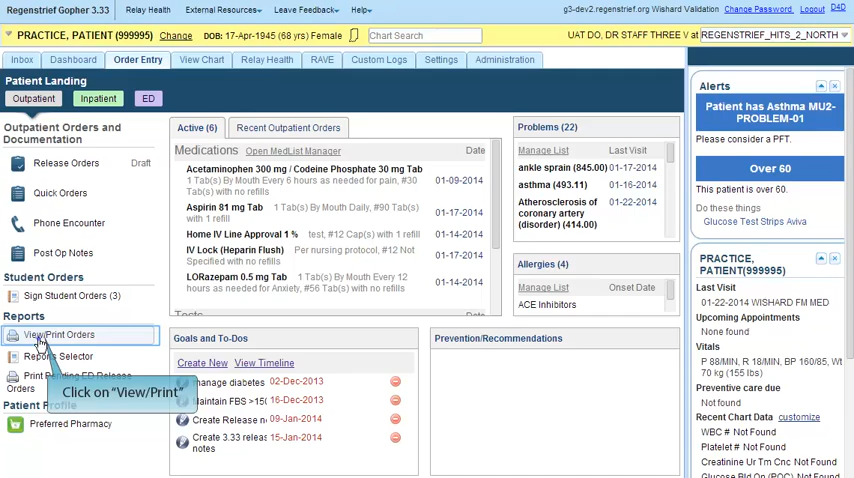 Regenstrief Gopher 3.33 Relay Health External Resources Leave Feedback Help g3-dev2.regenstrief.org Wishard Validation Change Password Logout D4D
PRACTICE, PATIENT (999995) Change DOB: 17-Apr-1945 (68 yrs) Female Chart Search UAT DO, DR STAFF THREE V at REGENSTRIEF_HITS_2_NORTH
Inbox Dashboard Order Entry View Chart Relay Health RAVE Custom Logs Settings Administration
Patient Landing
Outpatient Inpatient ED
Outpatient Orders and
Documentation
Release Orders Draft
Quick Orders
Phone Encounter
Post Op Notes
Student Orders
Sign Student Orders (3)
Reports
View/Print Orders
Reports Selector
Print Pending ED Release
Orders
Click on "View/Print"
Patient Profile
Preferred Pharmacy
Active (6) Recent Outpatient Orders
Medications Open MedList Manager Date
Acetaminophen 300 mg / Codeine Phosphate 30 mg Tab
1 Tab(s) By Mouth Every 6 hours as needed for pain, #30 01-09-2014
Tab(s) with no refills
Aspirin 81 mg Tab 1 Tab(s) By Mouth Daily, #90 Tab(s) 01-17-2014
with 1 refill
Home IV Line Approval 1 % test, #12 Cap(s) with 1 refill 01-14-2014
IV Lock (Heparin Flush) Per nursing protocol, #12 Not 01-17-2014
Specified with no refills
LORazepam 0.5 mg Tab 1 Tab(s) By Mouth Every 12 01-14-2014
hours as needed for Anxiety, #56 Tab(s) with no refills
Tests
Problems (22)
Manage List Last Visit
ankle sprain (845.00) 01-17-2014
asthma (493.11) 01-16-2014
Atherosclerosis of 01-22-2014
coronary artery
(disorder) (414.00)
Allergies (4)
Manage List Onset Date
ACE Inhibitors
Goals and To-Dos
Create New View Timeline
manage diabetes 02-Dec-2013
Maintain FBS >150 16-Dec-2013
Create Release n 09-Jan-2014
Create 3.33 releas 15-Jan-2014
notes
Prevention/Recommendations
Alerts
Patient has Asthma MU2-
PROBLEM-01
Please consider a PFT.
Over 60
This patient is over 60.
Do these things
Glucose Test Strips Aviva
PRACTICE,
PATIENT(999995)
Last Visit
01-22-2014 WISHARD FM MED
Upcoming Appointments
None found
Vitals
P 88/MIN, R 18/MIN, BP 160/85, Wt
70 kg (155 lbs)
Preventive care due
Not found
Recent Chart Data customize
WBC # Not Found
Platelet # Not Found
Creatinine Ur Tm Cnc Not Found
Glucose Bld Qn (POC) Not Found